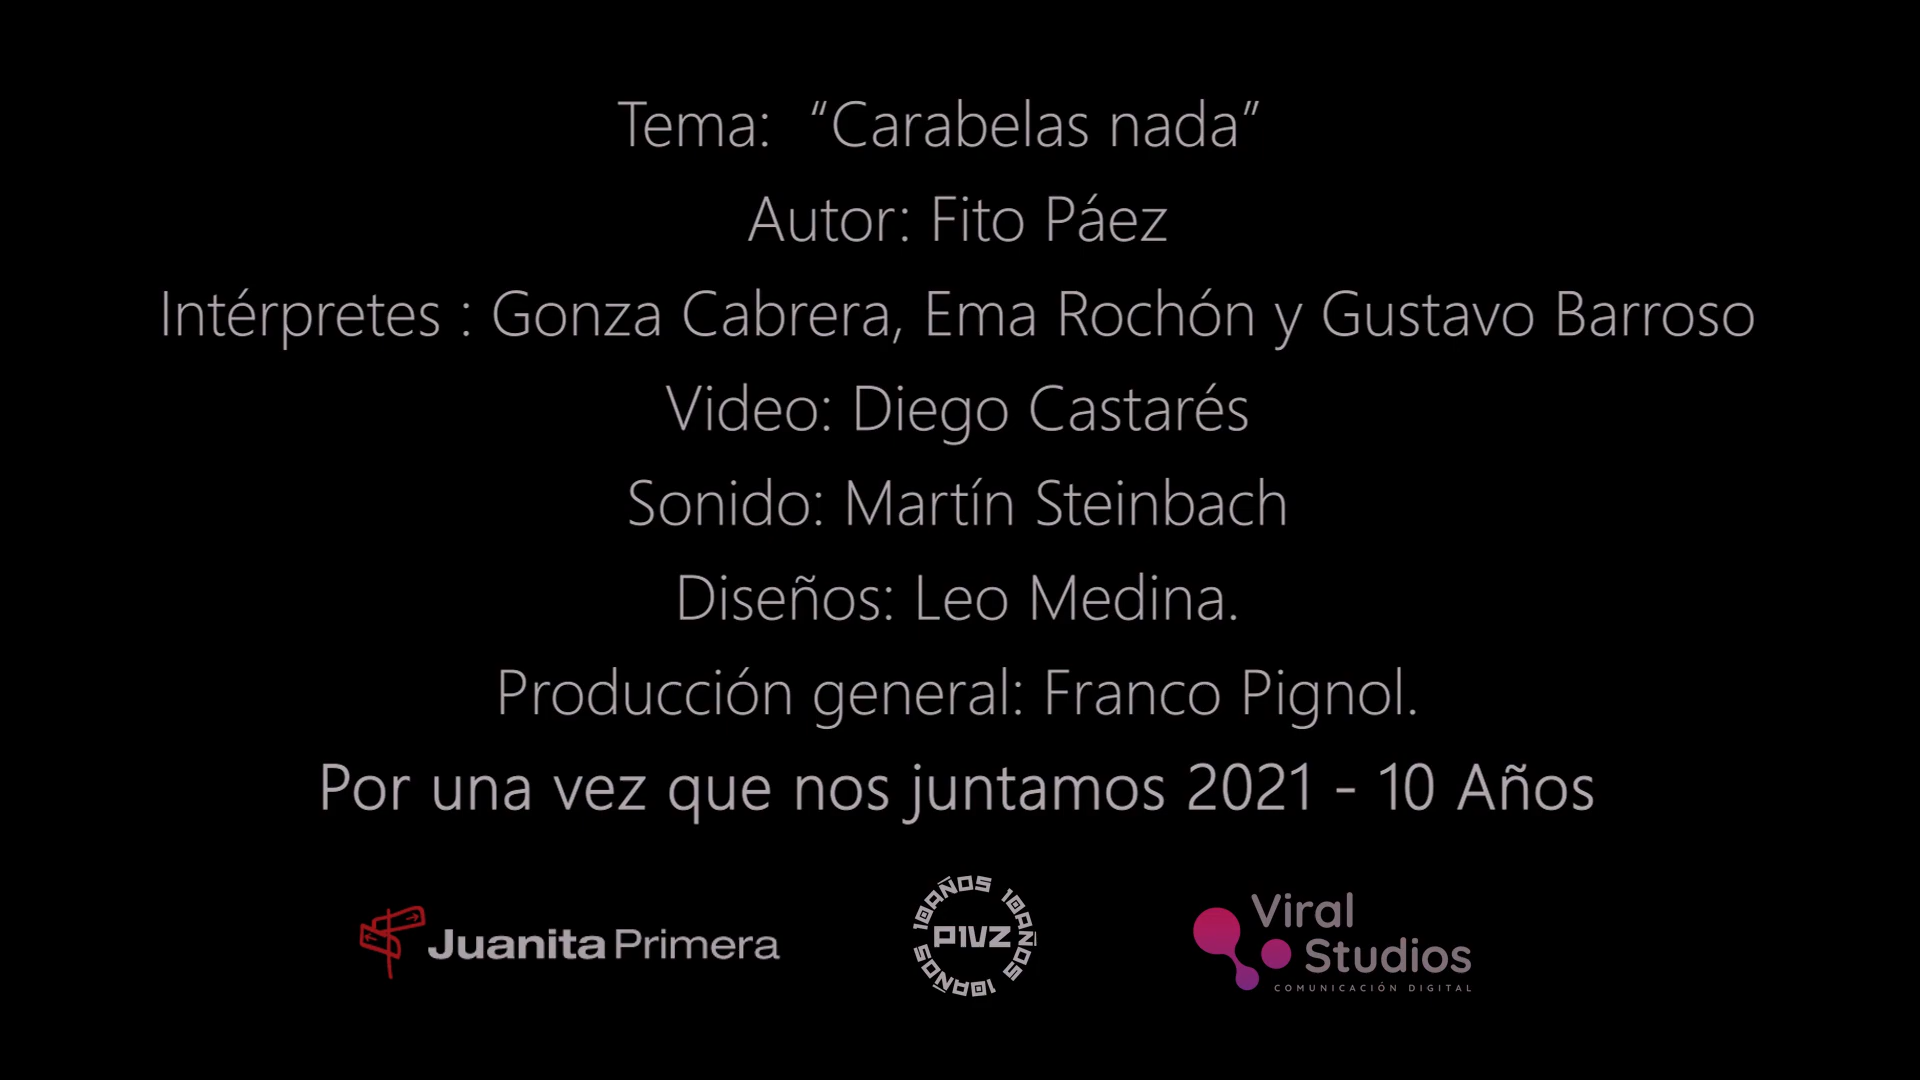 Tema:  “Carabelas nada”
Autor: Fito Páez
Intérpretes : Gonza Cabrera, Ema Rochón y Gustavo Barroso
Video: Diego Castarés
Sonido: Martín Steinbach
Diseños: Leo Medina.
Producción general: Franco Pignol.
Por una vez que nos juntamos 2021 - 10 Años
Juanita Primera
10AÑOS 10AÑOS 10AÑOS
P1VZ
Viral
Studios
COMUNICACIÓN DIGITAL